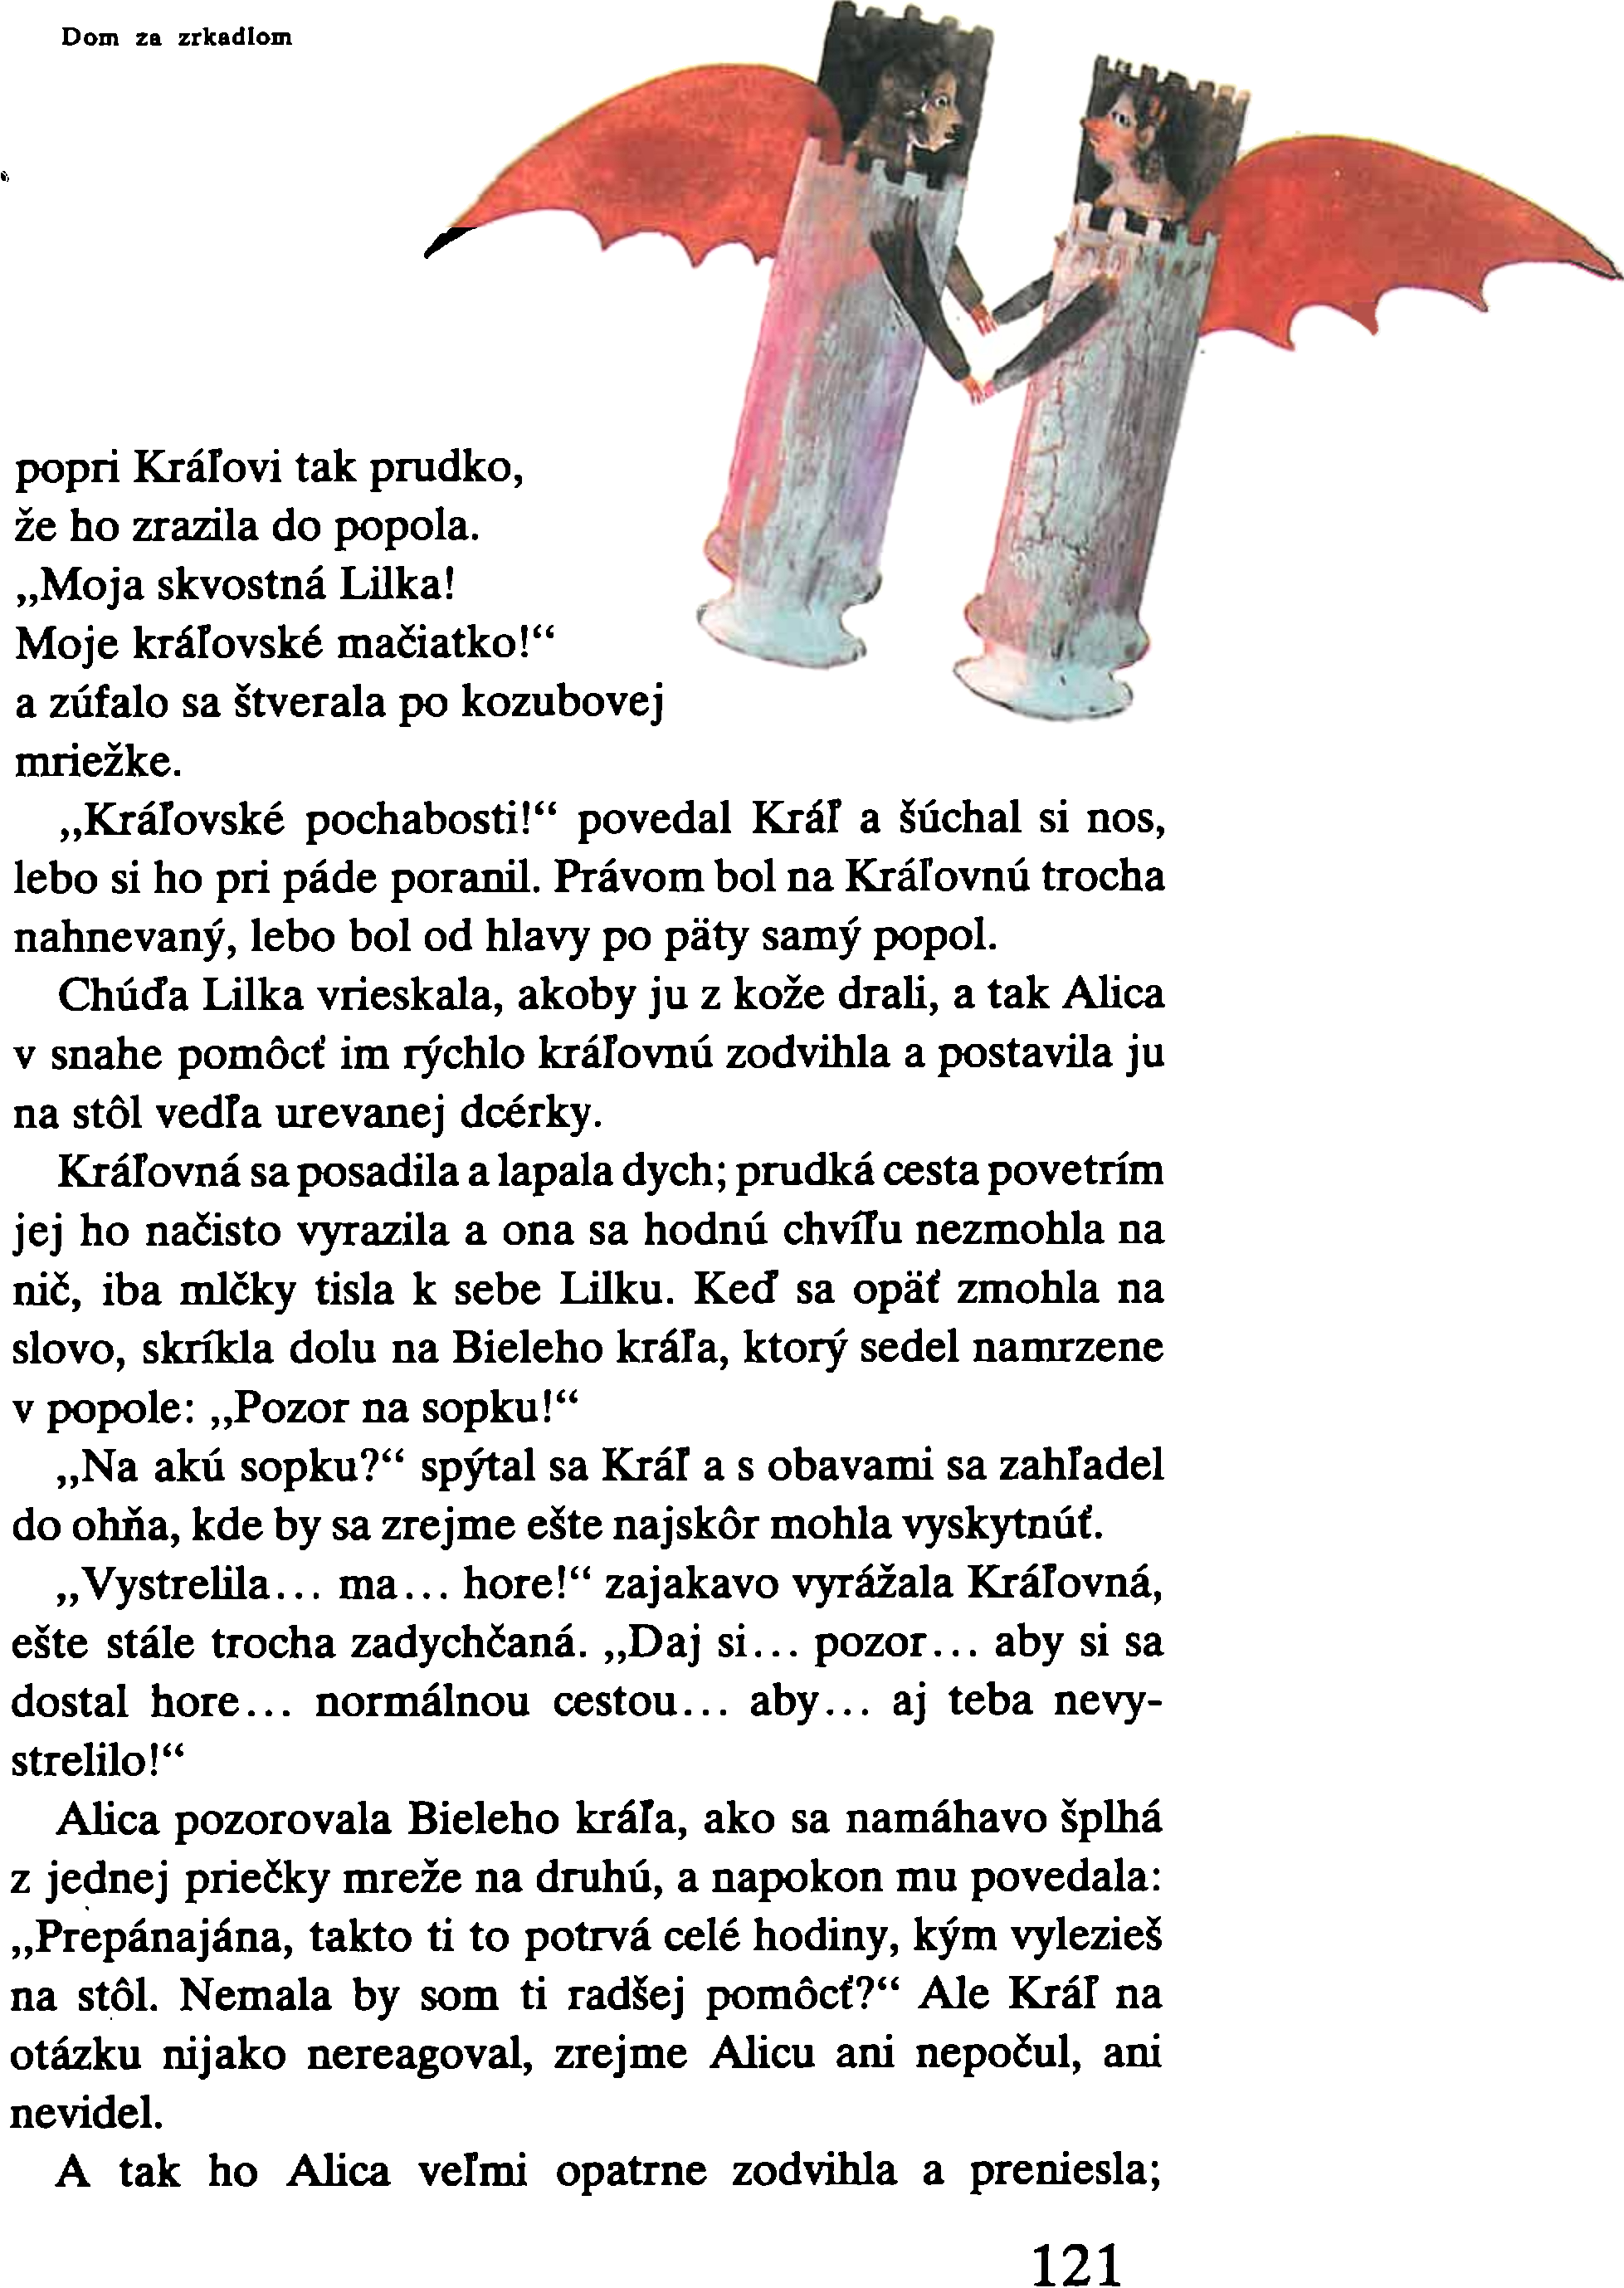 Dom za zrkadlom
popri Kráľovi tak prudko,
že ho zrazila do popola.
„Moja skvostná Lilka!
Moje kráľovské mačiatko!“
a zúfalo sa štverala po kozubovej
mriežke.
„Kráľovské pochabosti!“ povedal Kráľ a šúchal si nos,
lebo si ho pri páde poranil. Právom bol na Kráľovnú trocha
nahnevaný, lebo bol od hlavy po päty samý popol.
Chúďa Lilka vrieskala, akoby ju z kože drali, a tak Alica
v snahe pomôcť im rýchlo kráľovnú zodvihla a postavila ju
na stôl vedľa urevanej dcérky.
Kráľovná sa posadila a lapala dych; prudká cesta povetrím
jej ho načisto vyrazila a ona sa hodnú chvíľu nezmohla na
nič, iba mlčky tisla k sebe Lilku. Keď sa opäť zmohla na
slovo, skríkla dolu na Bieleho kráľa, ktorý sedel namrzene
v popole: „Pozor na sopku!“
„Na akú sopku?“ spýtal sa Kráľ a s obavami sa zahľadel
do ohňa, kde by sa zrejme ešte najskôr mohla vyskytnúť.
„Vystrelila... ma... hore!“ zajakavo vyrážala Kráľovná,
ešte stále trocha zadychčaná. „Daj si... pozor... aby si sa
dostal hore... normálnou cestou... aby... aj teba nevy-
strelilo!“
Alica pozorovala Bieleho kráľa, ako sa namáhavo šplhá
z jednej priečky mreže na druhú, a napokon mu povedala:
„Prepánajána, takto ti to potrvá celé hodiny, kým vylezieš
na stôl. Nemala by som ti radšej pomôcť?“ Ale Kráľ na
otázku nijako nereagoval, zrejme Alicu ani nepočul, ani
nevidel.
A tak ho Alica veľmi opatrne zodvihla a preniesla;
121